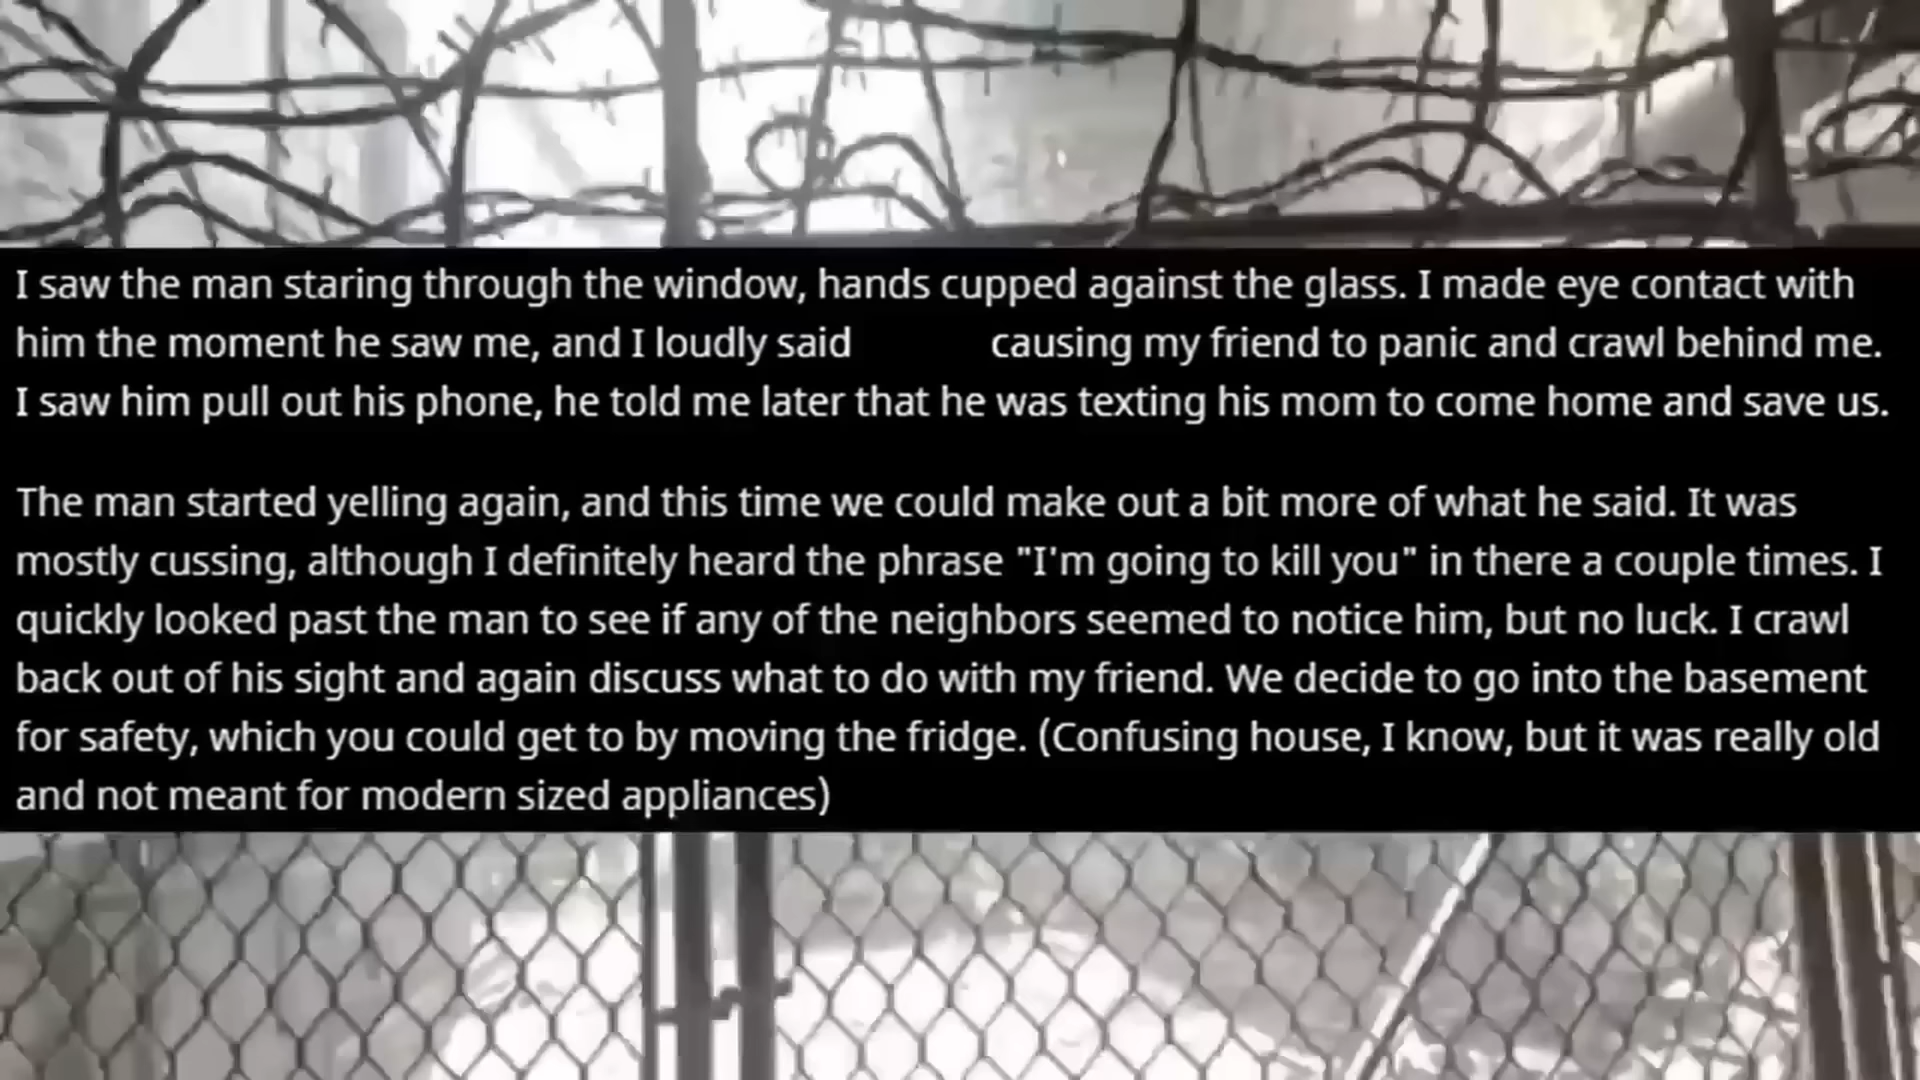 I saw the man staring through the window, hands cupped against the glass. I made eye contact with
him the moment he saw me, and I loudly said causing my friend to panic and crawl behind me.
I saw him pull out his phone, he told me later that he was texting his mom to come home and save us.
The man started yelling again, and this time we could make out a bit more of what he said. It was
mostly cussing, although I definitely heard the phrase "I'm going to kill you" in there a couple times. I
quickly looked past the man to see if any of the neighbors seemed to notice him, but no luck. I crawl
back out of his sight and again discuss what to do with my friend. We decide to go into the basement
for safety, which you could get to by moving the fridge. (Confusing house, I know, but it was really old
and not meant for modern sized appliances)